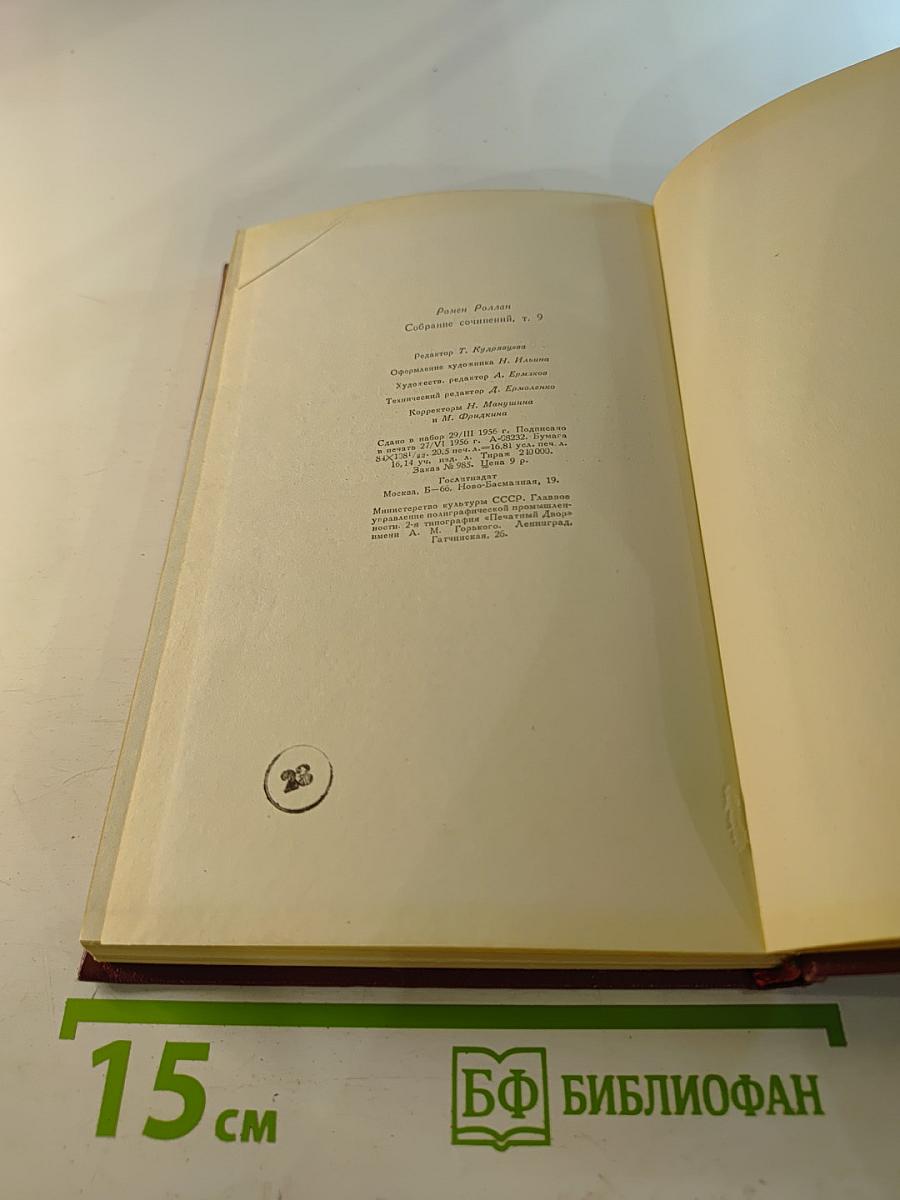 Ромен Роллан
Собрание сочинений, т. 9
Редактор Т. Кудрявцева
Оформление художника Н. Ильина
Художеств. редактор А. Ермаков
Технический редактор Д. Ермоленко
Корректоры Н. Манушина
и М. Фридкина
Сдано в набор 29/III 1956 г. Подписано
в печать 27/VI 1956 г. А-08232. Бумага
84×108¹/₃₂. 20,5 печ. л.=16,81 усл. печ. л.
16,14 уч. изд. л. Тираж 240000.
Заказ № 985. Цена 9 р.
Гослитиздат
Москва, Б—66, Ново-Басманная, 19.
Министерство культуры СССР. Главное
управление полиграфической промышлен-
ности. 2-я типография «Печатный Двор»
имени А. М. Горького. Ленинград,
Гатчинская, 26.
28
15 см
БФ БИБЛИОФАН